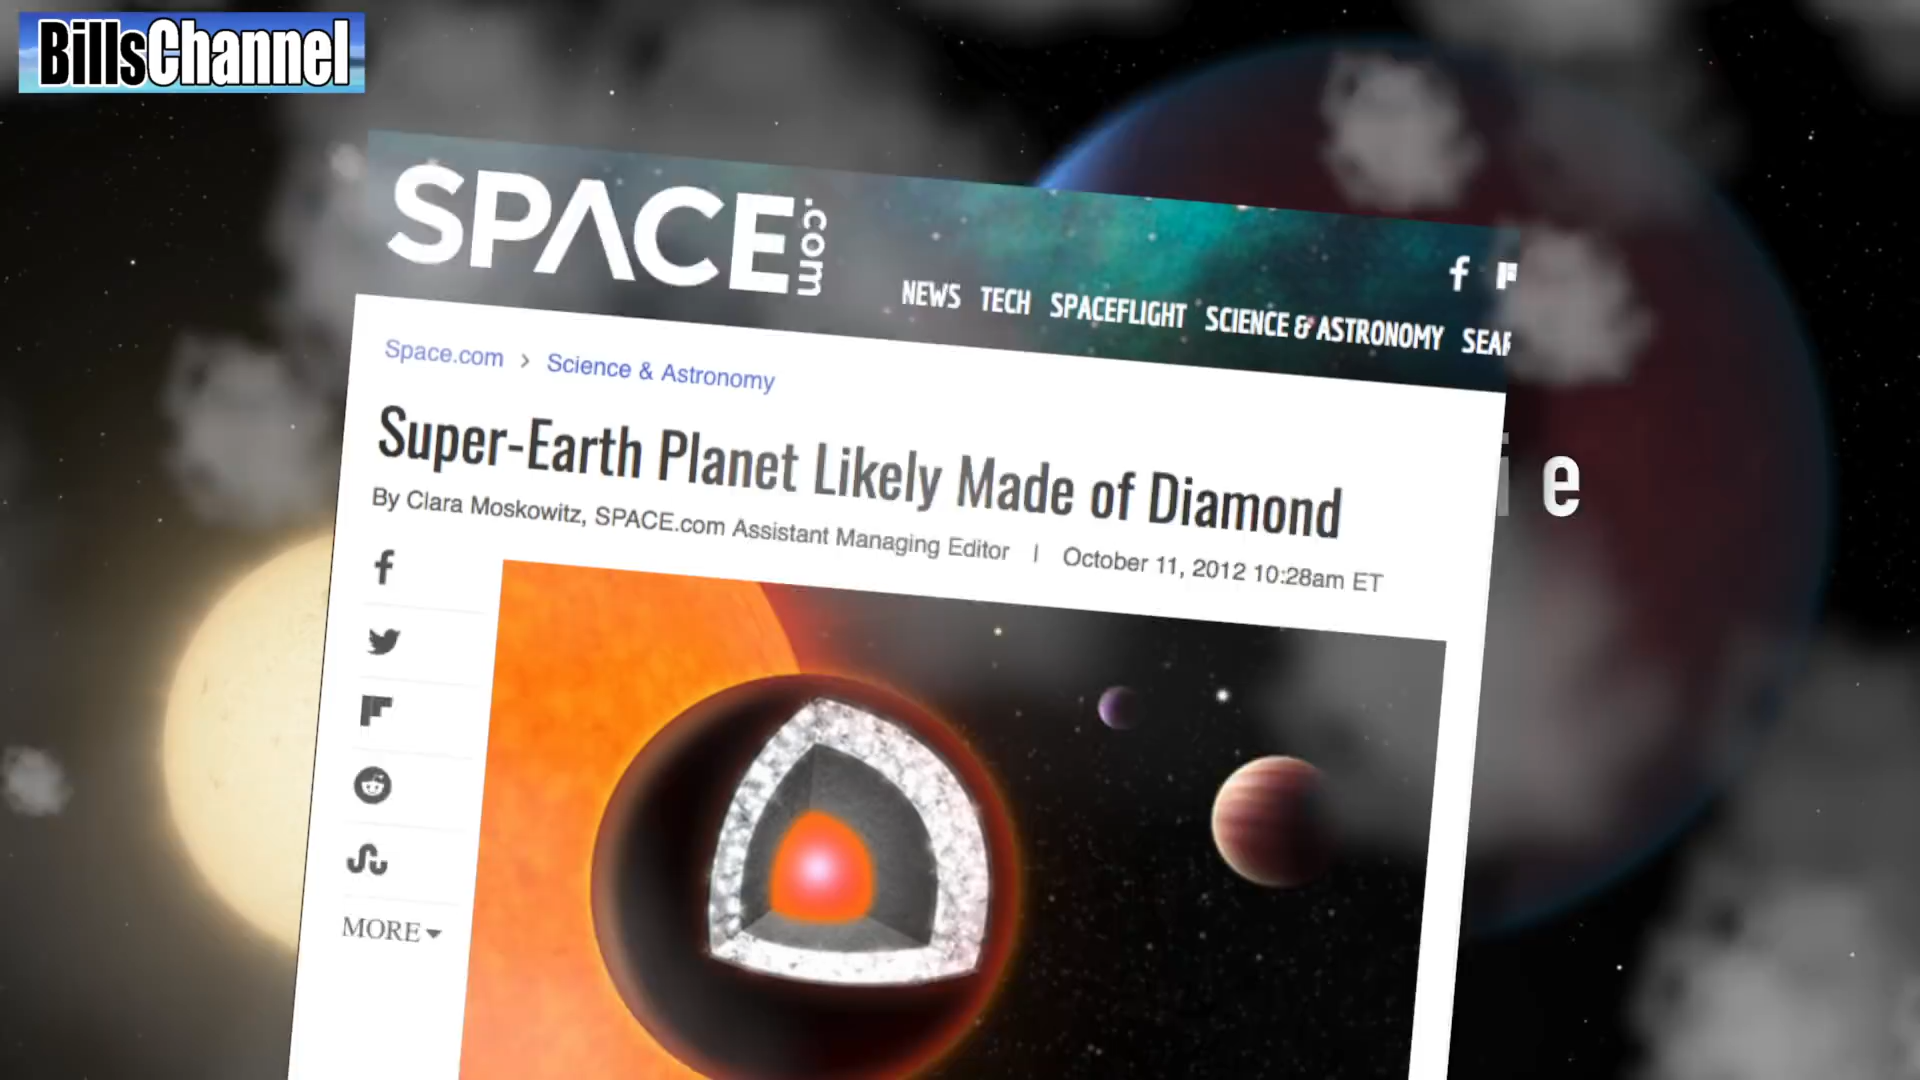 BillsChannel
SPACE.com
NEWS TECH SPACEFLIGHT SCIENCE & ASTRONOMY SEAR
Space.com > Science & Astronomy
Super-Earth Planet Likely Made of Diamond
By Clara Moskowitz, SPACE.com Assistant Managing Editor | October 11, 2012 10:28am ET
i e
MORE